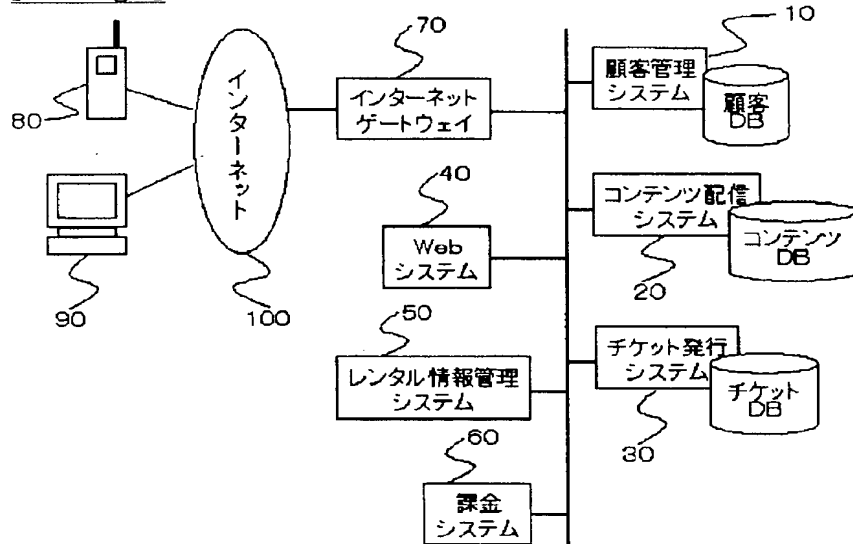 10
70
顧客管理
システム
顧客
DB
インターネット
ゲートウェイ
インターネット
80
40
コンテンツ配信
システム
コンテンツ
DB
Web
システム
20
90
100
50
チケット発行
システム
チケット
DB
レンタル情報管理
システム
30
60
課金
システム